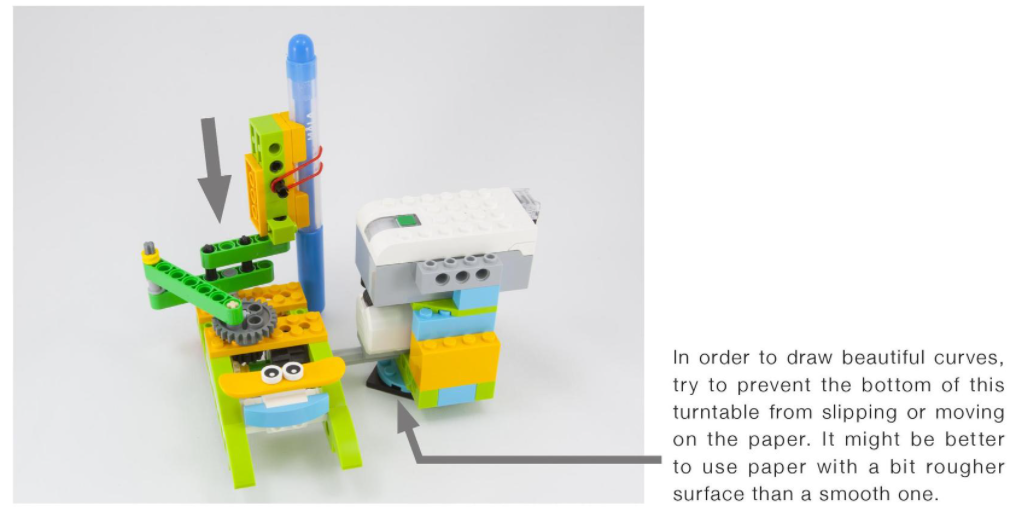 In order to draw beautiful curves,
try to prevent the bottom of this
turntable from slipping or moving
on the paper. It might be better
to use paper with a bit rougher
surface than a smooth one.